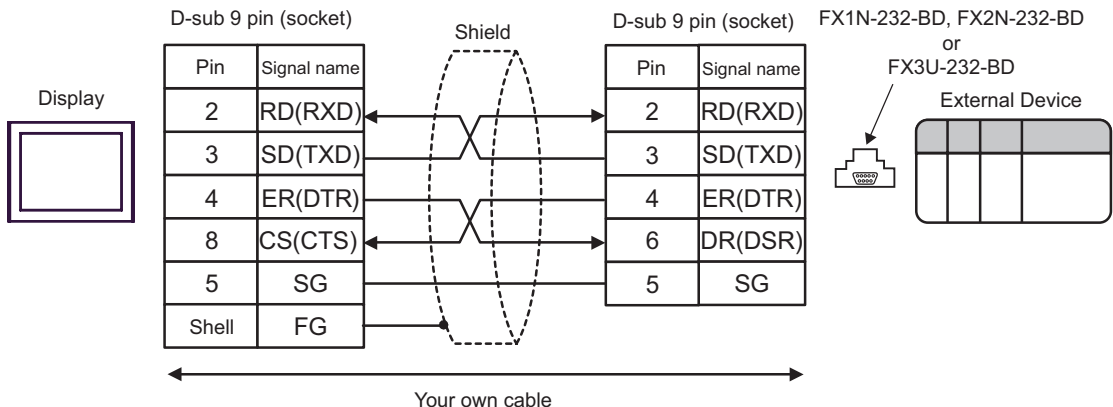 D-sub 9 pin (socket)
Shield
D-sub 9 pin (socket)
FX1N-232-BD, FX2N-232-BD
or
FX3U-232-BD
Display
External Device
Pin Signal name
2 RD(RXD)
3 SD(TXD)
4 ER(DTR)
8 CS(CTS)
5 SG
Shell FG
Pin Signal name
2 RD(RXD)
3 SD(TXD)
4 ER(DTR)
6 DR(DSR)
5 SG
Your own cable